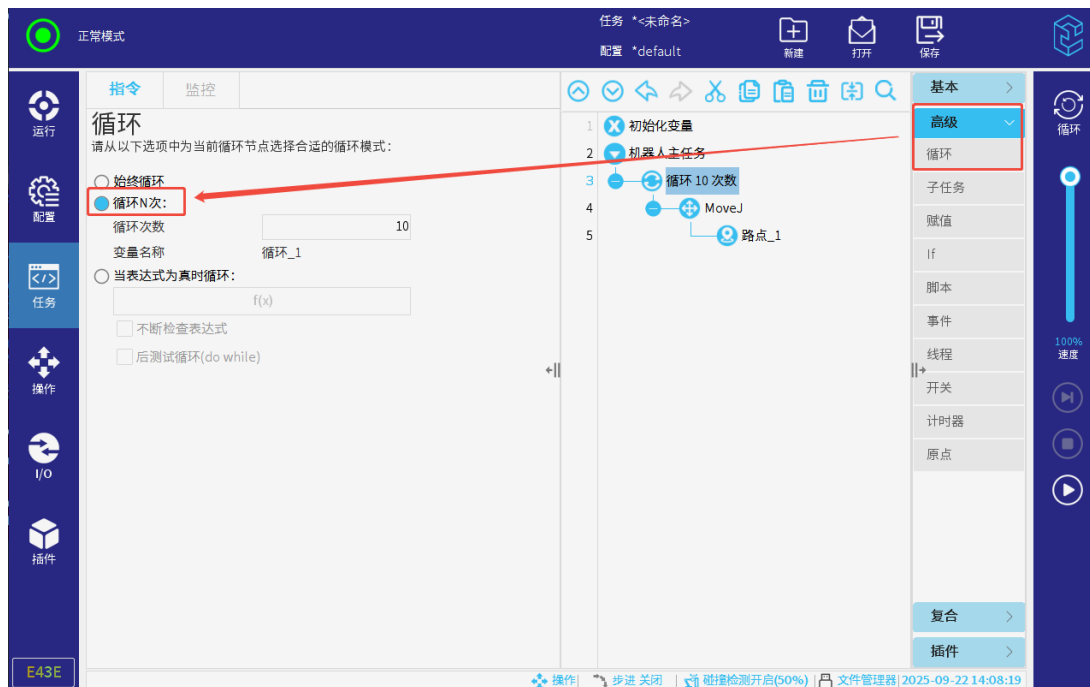 正常模式
任务 *<未命名>
配置 *default
新建
打开
保存
运行
配置
任务
操作
I/O
插件
E43E
指令
监控
循环
请从以下选项中为当前循环节点选择合适的循环模式：
始终循环
循环N次：
循环次数 10
变量名称 循环_1
当表达式为真时循环：
f(x)
不断检查表达式
后测试循环(do while)
1 初始化变量
2 机器人主任务
3 循环 10 次数
4 MoveJ
5 路点_1
基本
高级
循环
子任务
赋值
If
脚本
事件
线程
开关
计时器
原点
复合
插件
循环
100%
速度
操作| 步进 关闭 | 碰撞检测开启(50%) | 文件管理器| 2025-09-22 14:08:19